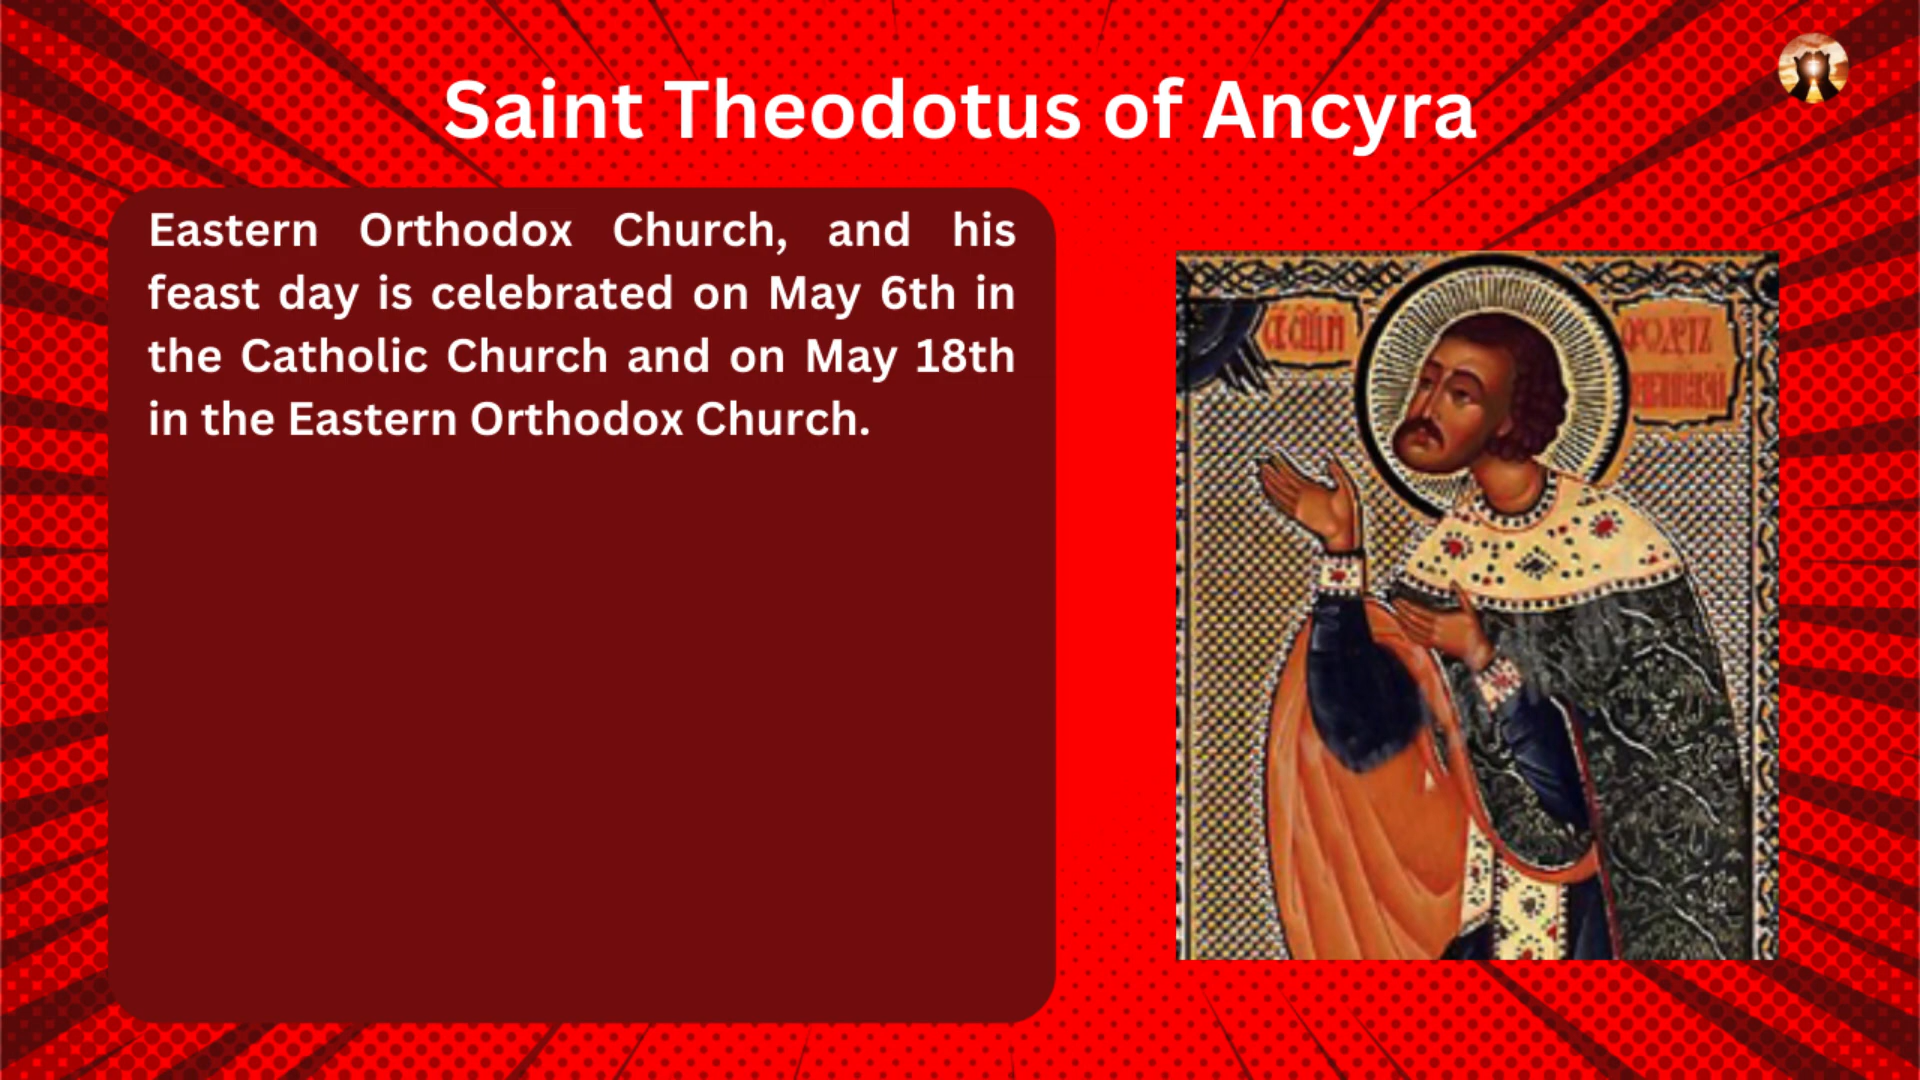 Saint Theodotus of Ancyra
Eastern Orthodox Church, and his
feast day is celebrated on May 6th in
the Catholic Church and on May 18th
in the Eastern Orthodox Church.